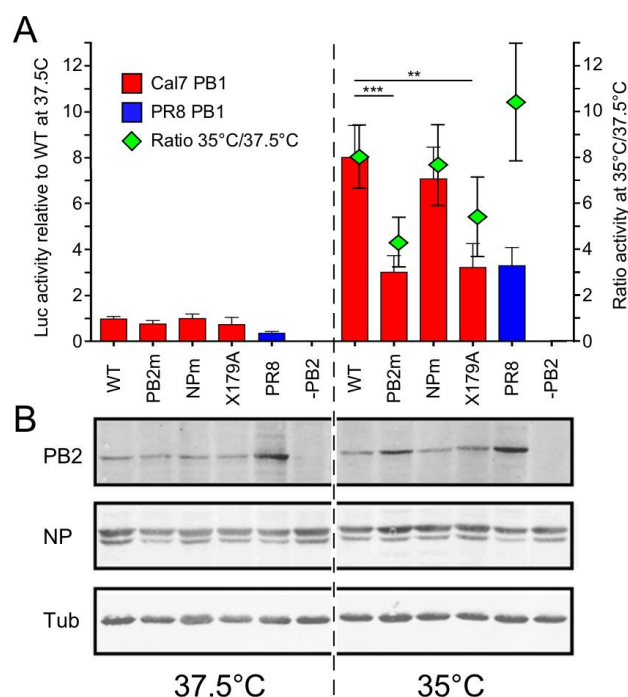 A
Luc activity relative to WT at 37.5C
12
10
8
6
4
2
0
Cal7 PB1
PR8 PB1
Ratio 35°C/37.5°C
**
***
12
10
8
6
4
2
0
Ratio activity at 35°C/37.5°C
WT
PB2m
NPm
X179A
PR8
-PB2
WT
PB2m
NPm
X179A
PR8
-PB2
B
PB2
NP
Tub
37.5°C
35°C